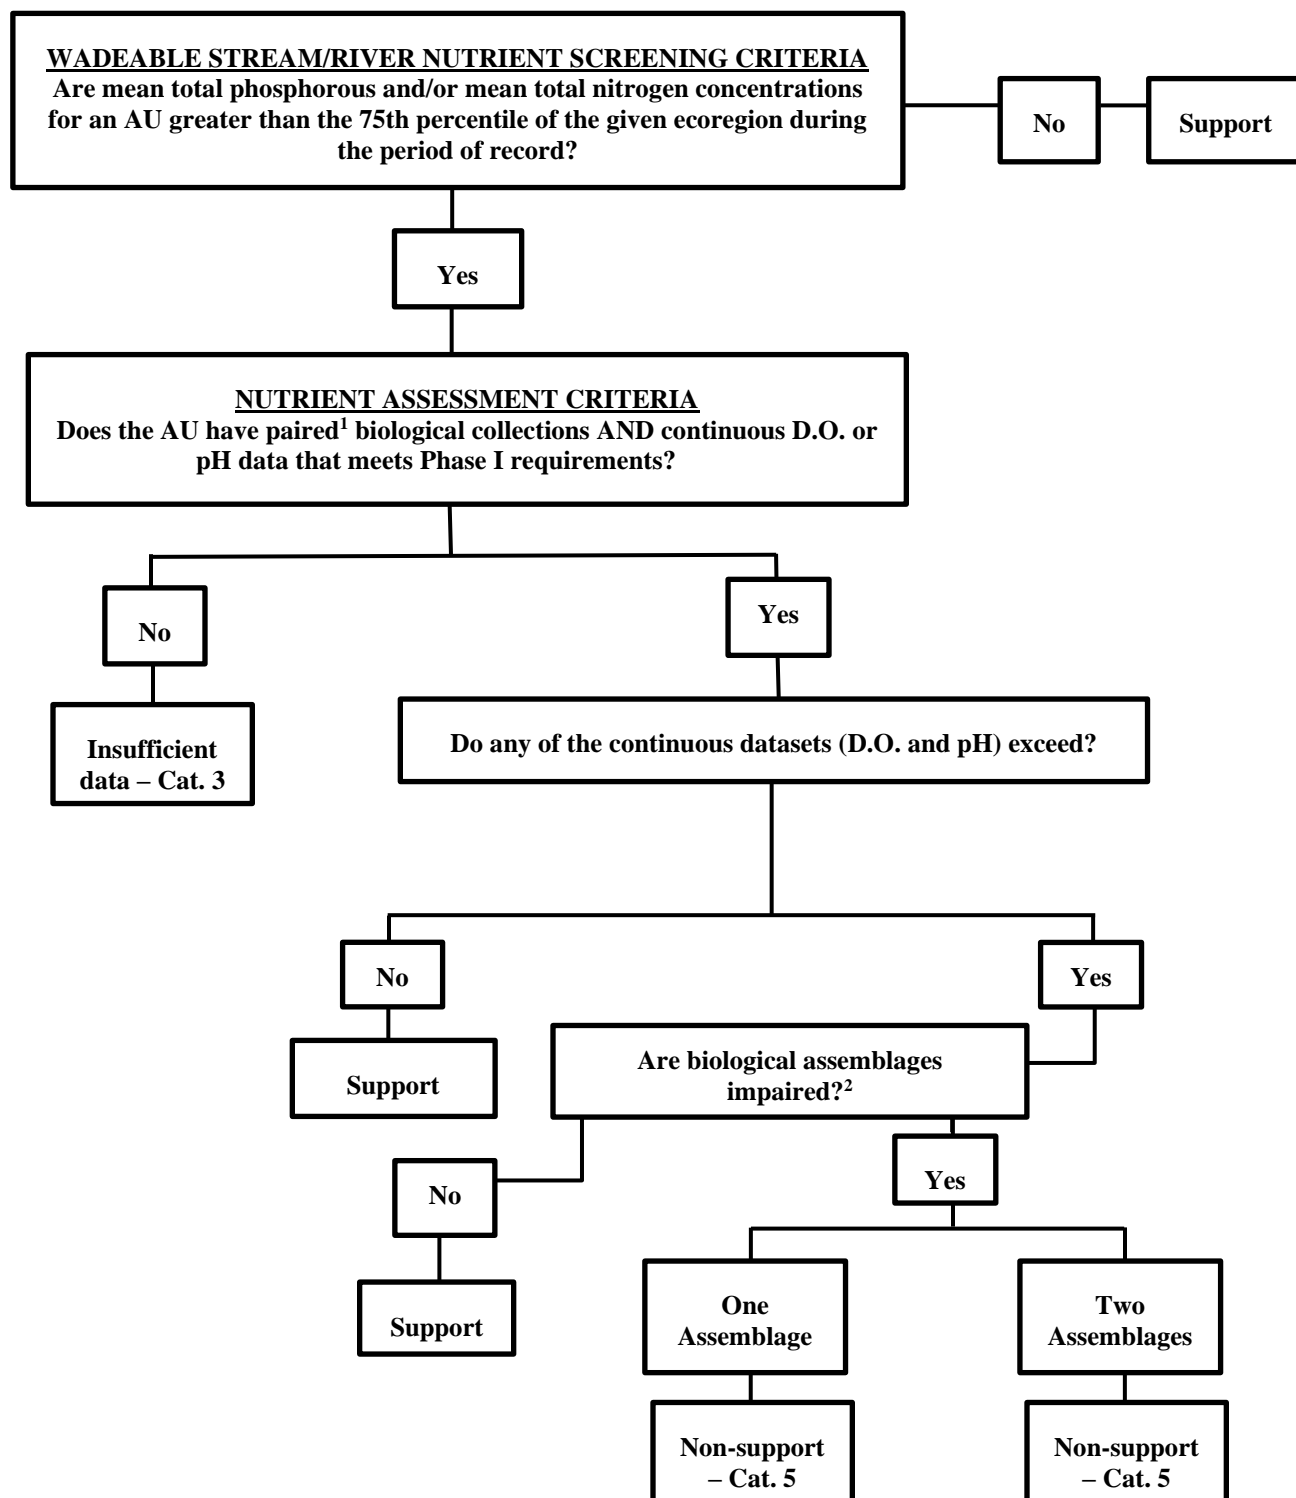 WADEABLE STREAM/RIVER NUTRIENT SCREENING CRITERIA
Are mean total phosphorous and/or mean total nitrogen concentrations
for an AU greater than the 75th percentile of the given ecoregion during
the period of record?
No
Support
Yes
NUTRIENT ASSESSMENT CRITERIA
Does the AU have paired¹ biological collections AND continuous D.O. or
pH data that meets Phase I requirements?
No
Yes
Insufficient
data – Cat. 3
Do any of the continuous datasets (D.O. and pH) exceed?
No
Yes
Support
Are biological assemblages
impaired?²
No
Yes
Support
One
Assemblage
Two
Assemblages
Non-support
– Cat. 5
Non-support
– Cat. 5